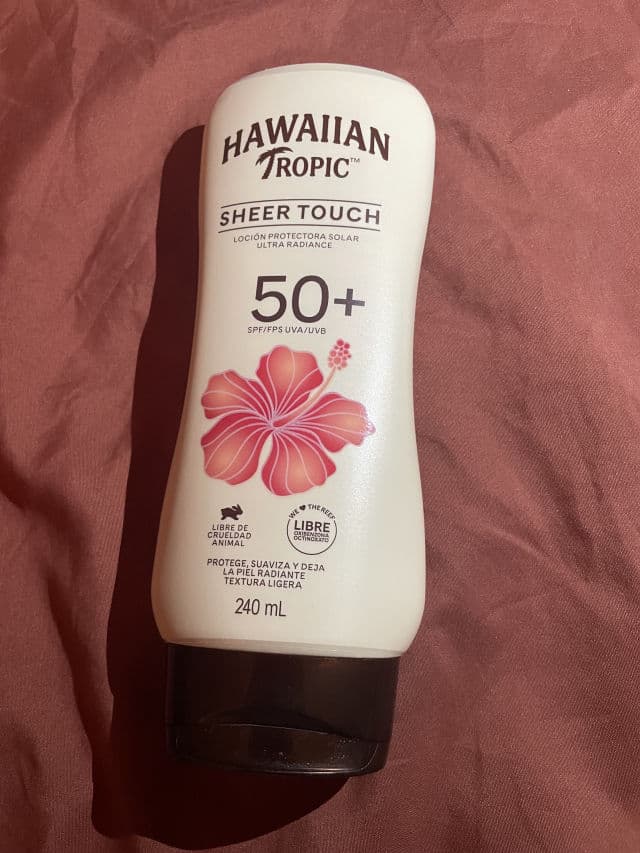 HAWAIIAN
TROPIC™
SHEER TOUCH
LOCIÓN PROTECTORA SOLAR
ULTRA RADIANCE
50+
SPF/FPS UVA/UVB
LIBRE DE
CRUELDAD
ANIMAL
WE ♥ THE REEF
LIBRE
OXIBENZONA
OCTINOXATO
PROTEGE, SUAVIZA Y DEJA
LA PIEL RADIANTE
TEXTURA LIGERA
240 mL